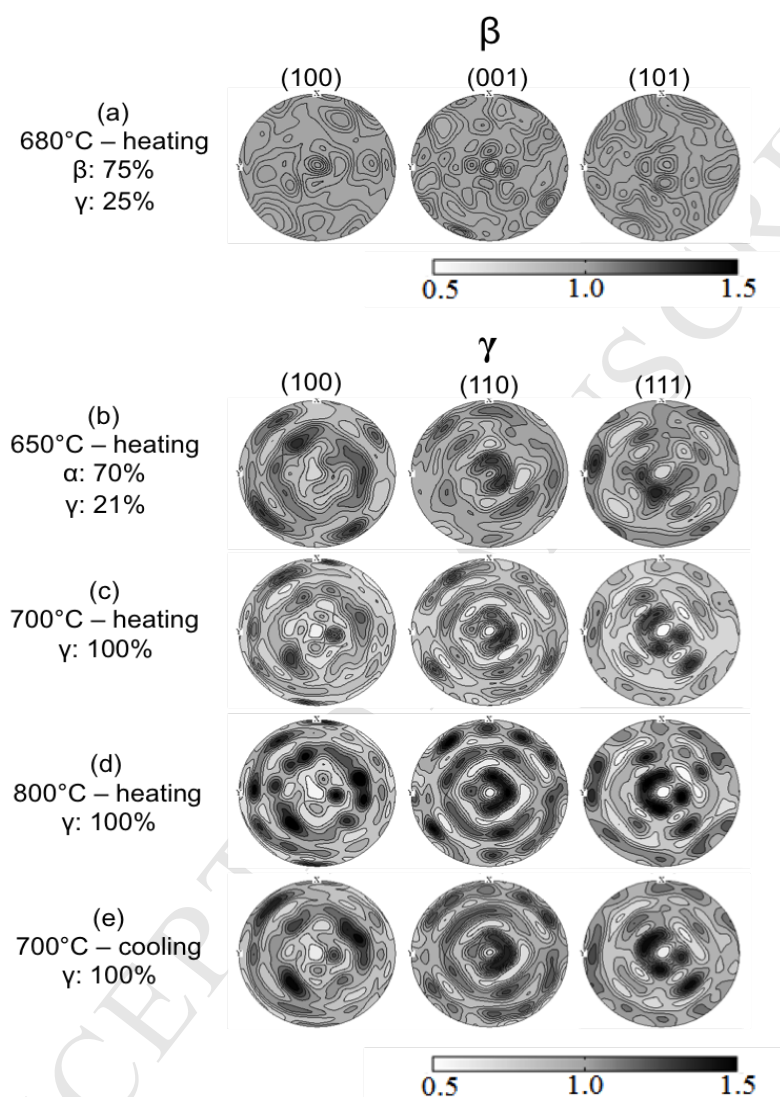 β
(100) (001) (101)
X X X
(a)
680°C – heating
β: 75%
γ: 25%
Y Y Y
0.5 1.0 1.5
γ
(100) (110) (111)
X X X
(b)
650°C – heating
α: 70%
γ: 21%
Y Y Y
X X X
(c)
700°C – heating
γ: 100%
Y Y Y
X X X
(d)
800°C – heating
γ: 100%
Y Y Y
X X X
(e)
700°C – cooling
γ: 100%
Y Y Y
0.5 1.0 1.5